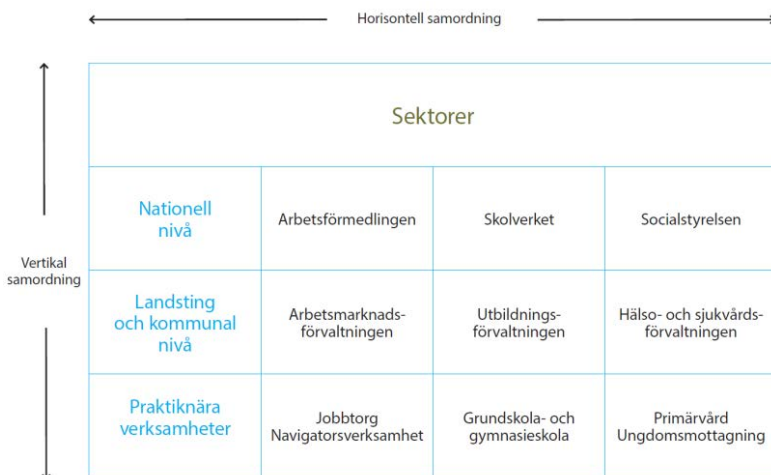 Horisontell samordning
Vertikal
samordning
Sektorer
Nationell
nivå
Arbetsförmedlingen
Skolverket
Socialstyrelsen
Landsting
och kommunal
nivå
Arbetsmarknads-
förvaltningen
Utbildnings-
förvaltningen
Hälso- och sjukvårds-
förvaltningen
Praktiknära
verksamheter
Jobbtorg
Navigatorsverksamhet
Grundskola- och
gymnasieskola
Primärvård
Ungdomsmottagning